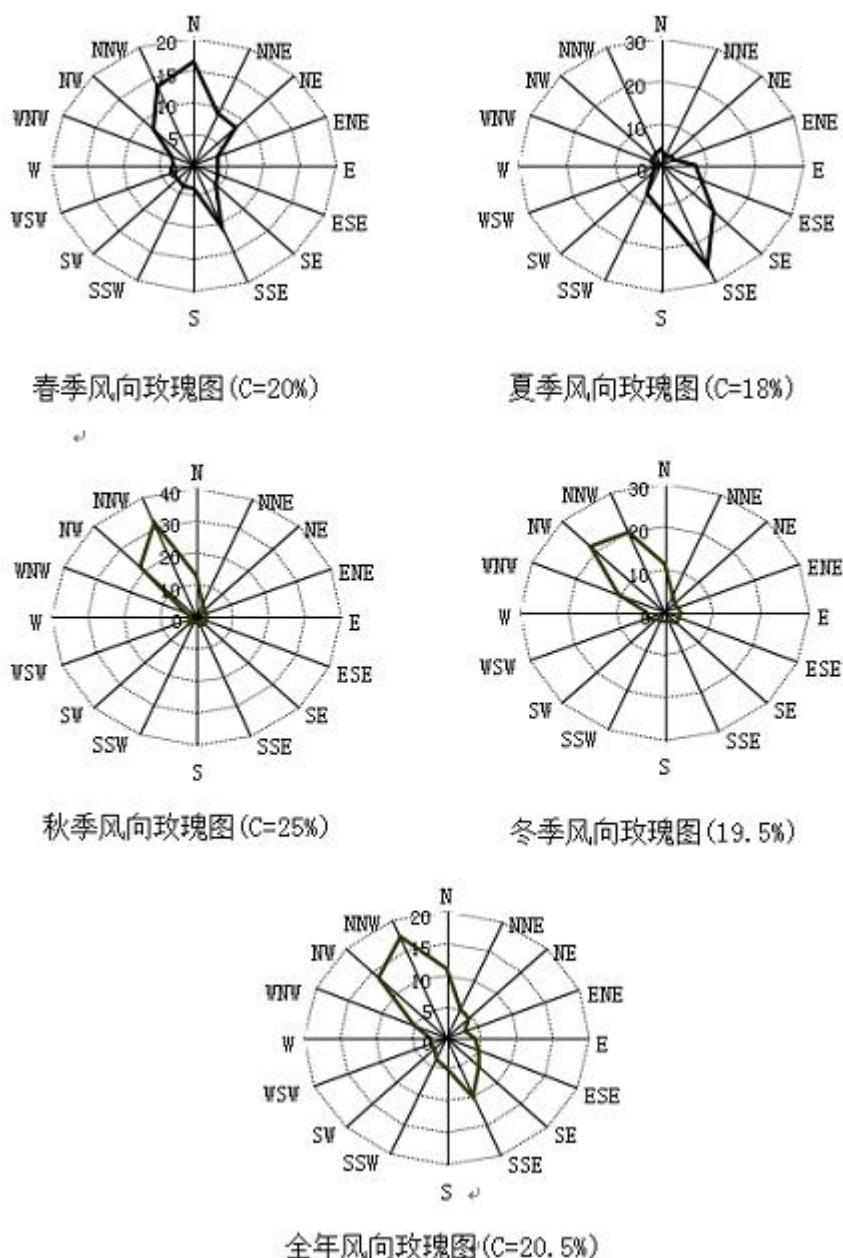 N
NNE
NE
ENE
E
ESE
SE
SSE
S
SSW
SW
WSW
W
WNW
NW
NNW
20
15
10
5
0
春季风向玫瑰图(C=20%)
N
NNE
NE
ENE
E
ESE
SE
SSE
S
SSW
SW
WSW
W
WNW
NW
NNW
30
20
10
0
夏季风向玫瑰图(C=18%)
N
NNE
NE
ENE
E
ESE
SE
SSE
S
SSW
SW
WSW
W
WNW
NW
NNW
40
30
20
10
0
秋季风向玫瑰图(C=25%)
N
NNE
NE
ENE
E
ESE
SE
SSE
S
SSW
SW
WSW
W
WNW
NW
NNW
30
20
10
0
冬季风向玫瑰图(19.5%)
N
NNE
NE
ENE
E
ESE
SE
SSE
S
SSW
SW
WSW
W
WNW
NW
NNW
20
15
10
5
0
全年风向玫瑰图(C=20.5%)